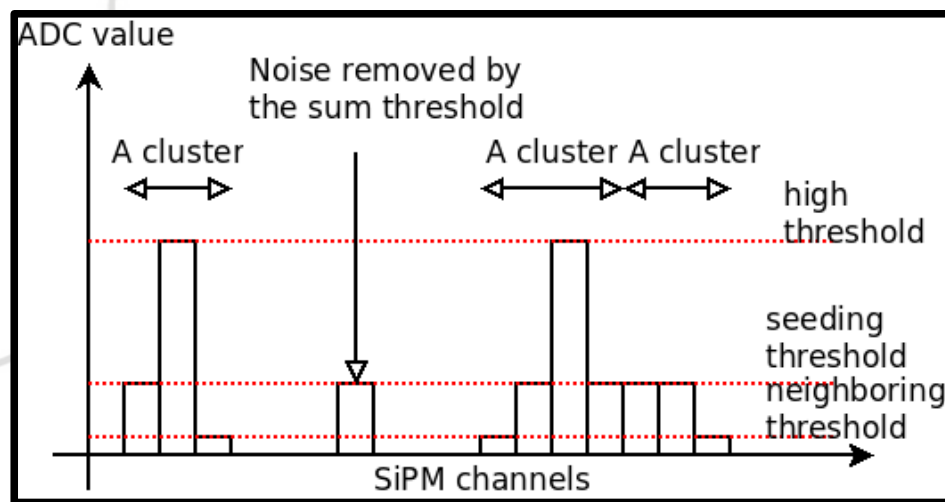 ADC value
Noise removed by
the sum threshold
A cluster
A cluster
A cluster
high
threshold
seeding
threshold
neighboring
threshold
SiPM channels